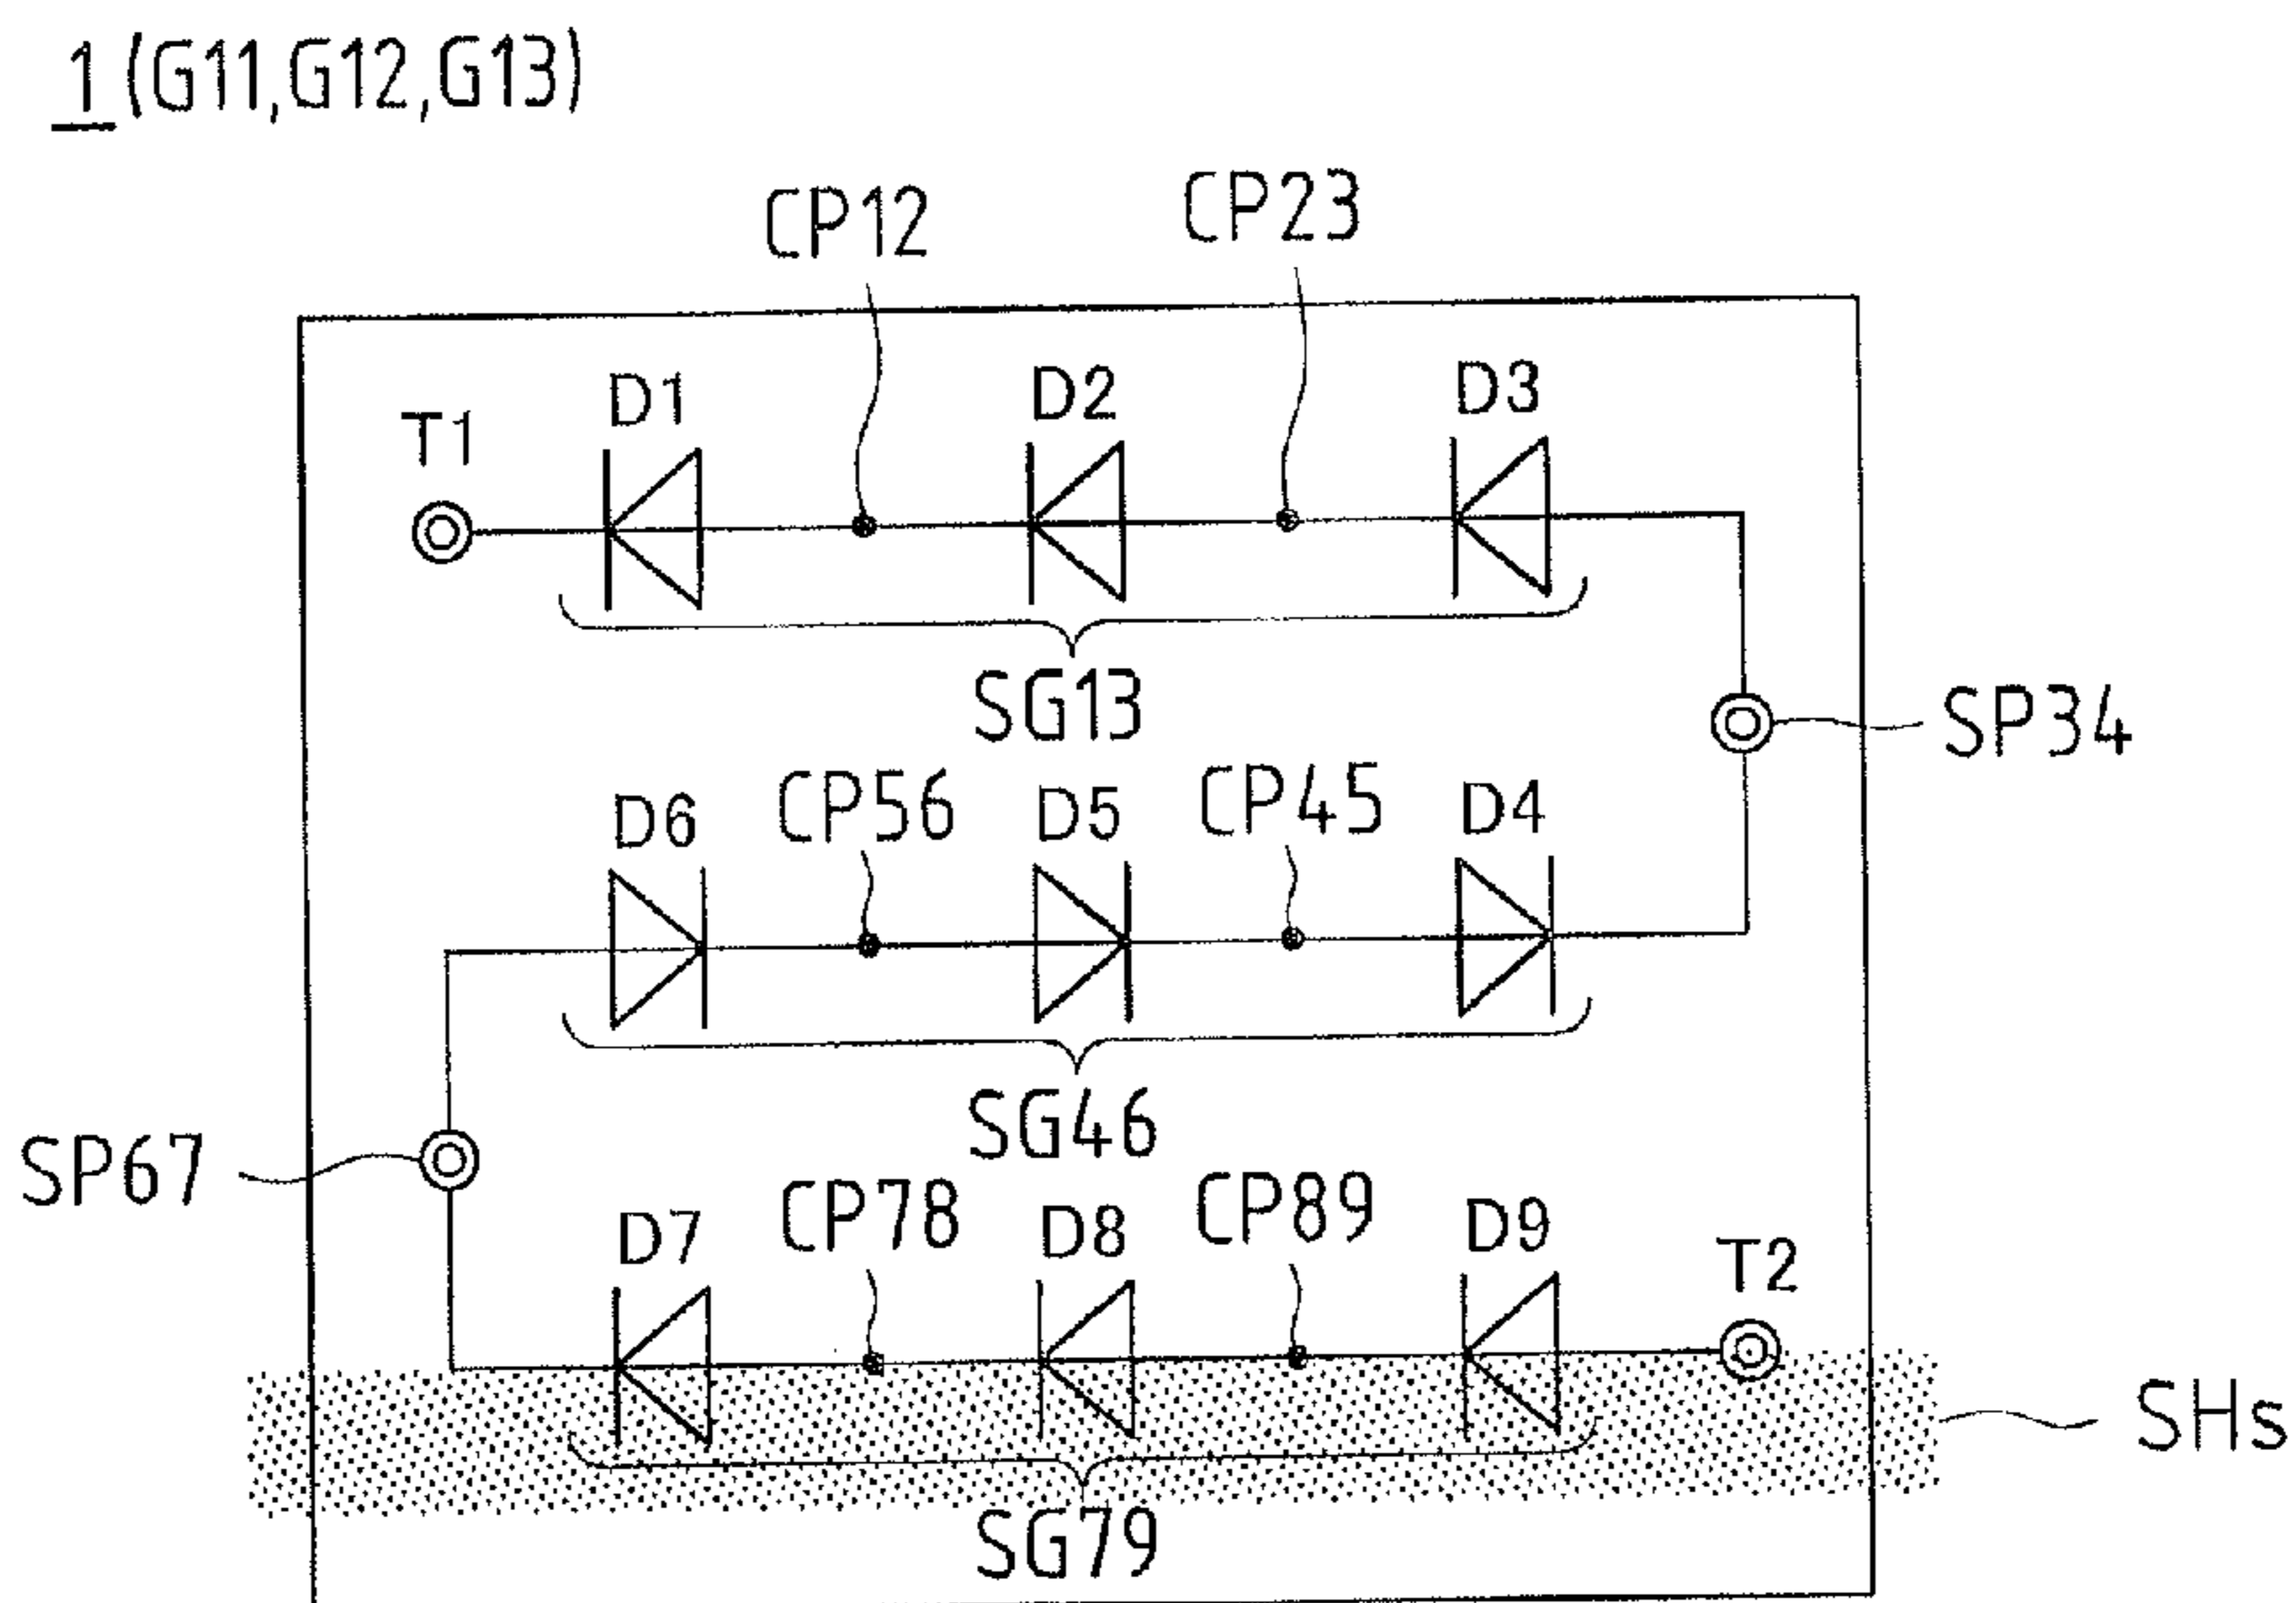 1 (G11,G12,G13)
CP12 CP23
D1 D2 D3
T1
SG13
SP34
D6 CP56 D5 CP45 D4
SG46
SP67
D7 CP78 D8 CP89 D9
T2
SHs
SG79